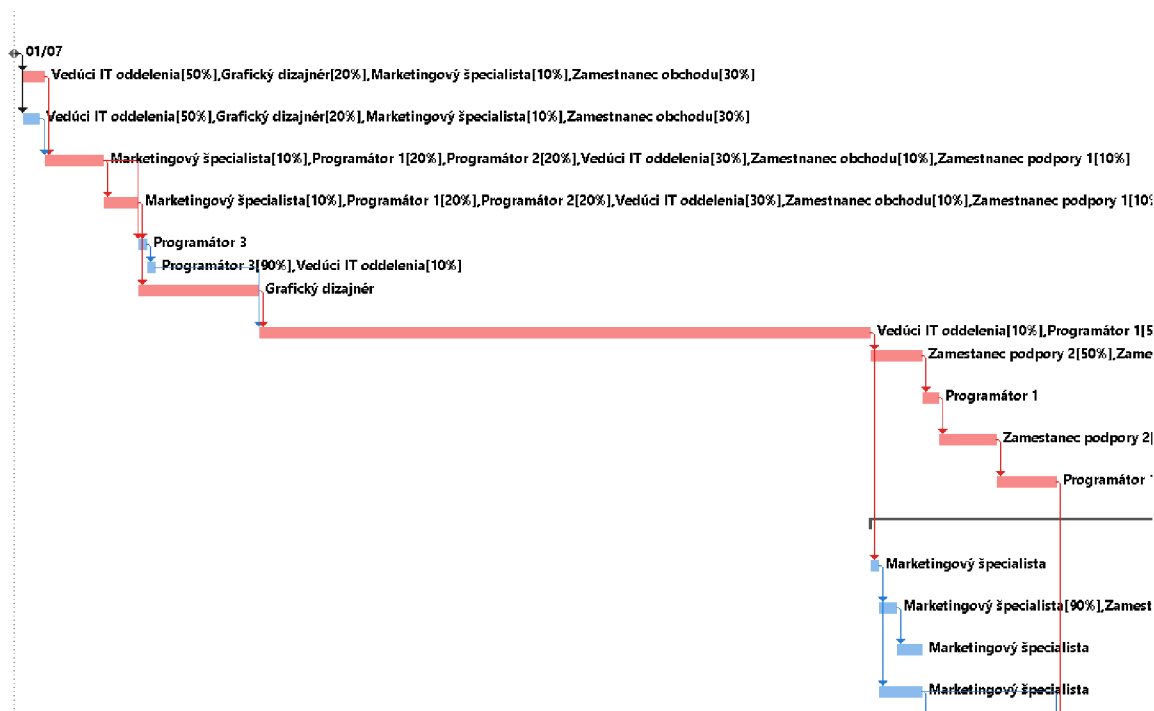 01/07
Vedúci IT oddelenia[50%],Grafický dizajnér[20%],Marketingový špecialista[10%],Zamestnanec obchodu[30%]
Vedúci IT oddelenia[50%],Grafický dizajnér[20%],Marketingový špecialista[10%],Zamestnanec obchodu[30%]
Marketingový špecialista[10%],Programátor 1[20%],Programátor 2[20%],Vedúci IT oddelenia[30%],Zamestnanec obchodu[10%],Zamestnanec podpory 1[10%]
Marketingový špecialista[10%],Programátor 1[20%],Programátor 2[20%],Vedúci IT oddelenia[30%],Zamestnanec obchodu[10%],Zamestnanec podpory 1[10%
Programátor 3
Programátor 3[90%],Vedúci IT oddelenia[10%]
Grafický dizajnér
Vedúci IT oddelenia[10%],Programátor 1[5
Zamestanec podpory 2[50%],Zame
Programátor 1
Zamestanec podpory 2[
Programátor
Marketingový špecialista
Marketingový špecialista[90%],Zamest
Marketingový špecialista
Marketingový špecialista